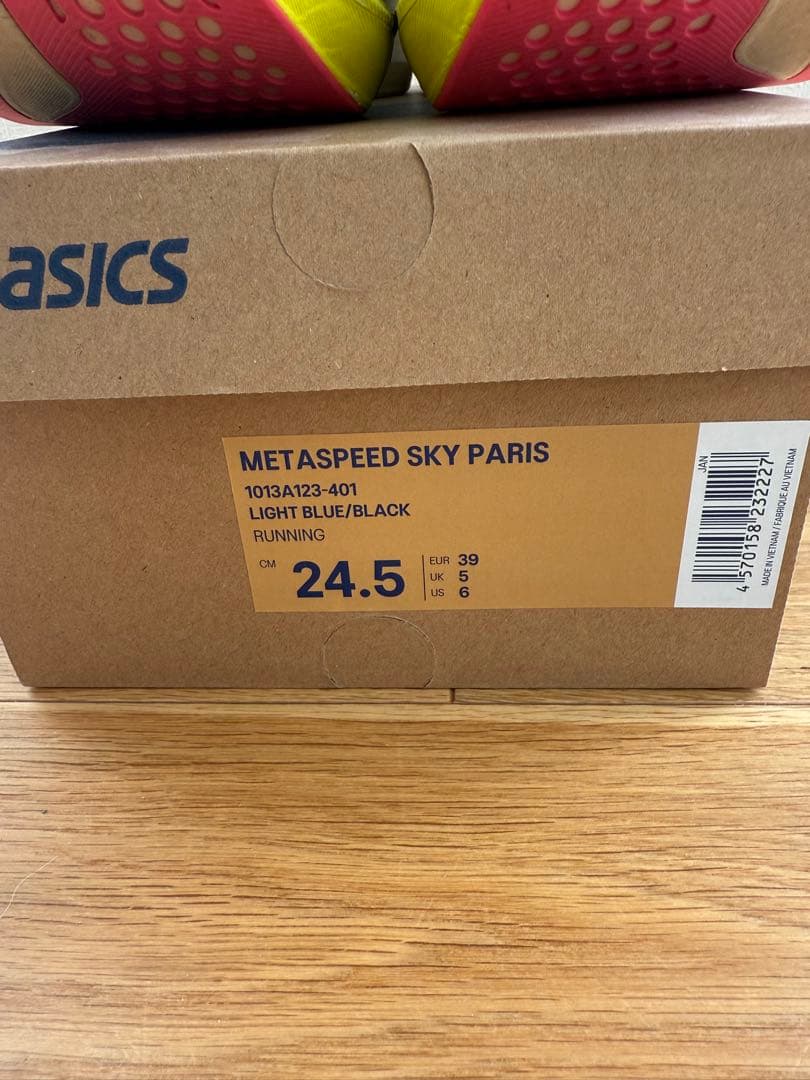 asics
METASPEED SKY PARIS
1013A123-401
LIGHT BLUE/BLACK
RUNNING
CM 24.5
EUR 39
UK 5
US 6
JAN
4 570158 232227
MADE IN VIETNAM / FABRIQUE AU VIETNAM